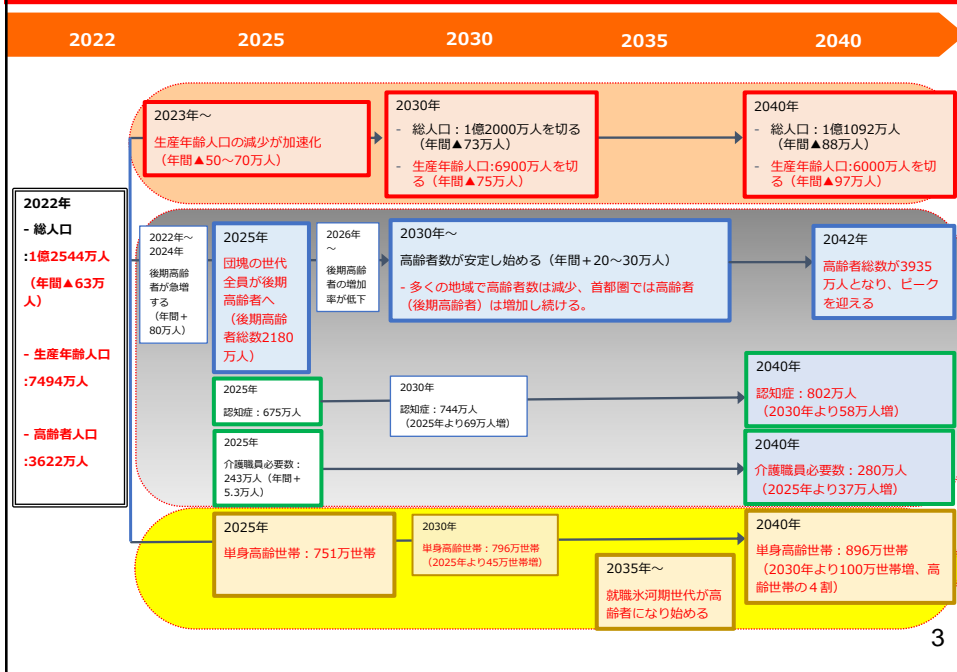 2022
2025
2030
2035
2040
2023年～
生産年齢人口の減少が加速化
（年間▲50～70万人）
2030年
- 総人口：1億2000万人を切る
（年間▲73万人）
- 生産年齢人口:6900万人を切
る（年間▲75万人）
2040年
- 総人口：1億1092万人
（年間▲88万人）
- 生産年齢人口:6000万人を切
る（年間▲97万人）
2022年
- 総人口
:1億2544万人
（年間▲63万
人）
- 生産年齢人口
:7494万人
- 高齢者人口
:3622万人
2022年～
2024年
後期高齢
者が急増
する
（年間＋
80万人）
2025年
団塊の世代
全員が後期
高齢者へ
（後期高齢
者総数2180
万人）
2026年
～
後期高齢
者の増加
率が低下
2030年～
高齢者数が安定し始める（年間＋20～30万人）
- 多くの地域で高齢者数は減少、首都圏では高齢者
（後期高齢者）は増加し続ける。
2042年
高齢者総数が3935
万人となり、ピーク
を迎える
2025年
認知症：675万人
2030年
認知症：744万人
（2025年より69万人増）
2040年
認知症：802万人
（2030年より58万人増）
2025年
介護職員必要数：
243万人（年間＋
5.3万人）
2040年
介護職員必要数：280万人
（2025年より37万人増）
2025年
単身高齢世帯：751万世帯
2030年
単身高齢世帯：796万世帯
（2025年より45万世帯増）
2035年～
就職氷河期世代が高
齢者になり始める
2040年
単身高齢世帯：896万世帯
（2030年より100万世帯増、高
齢世帯の４割）
3